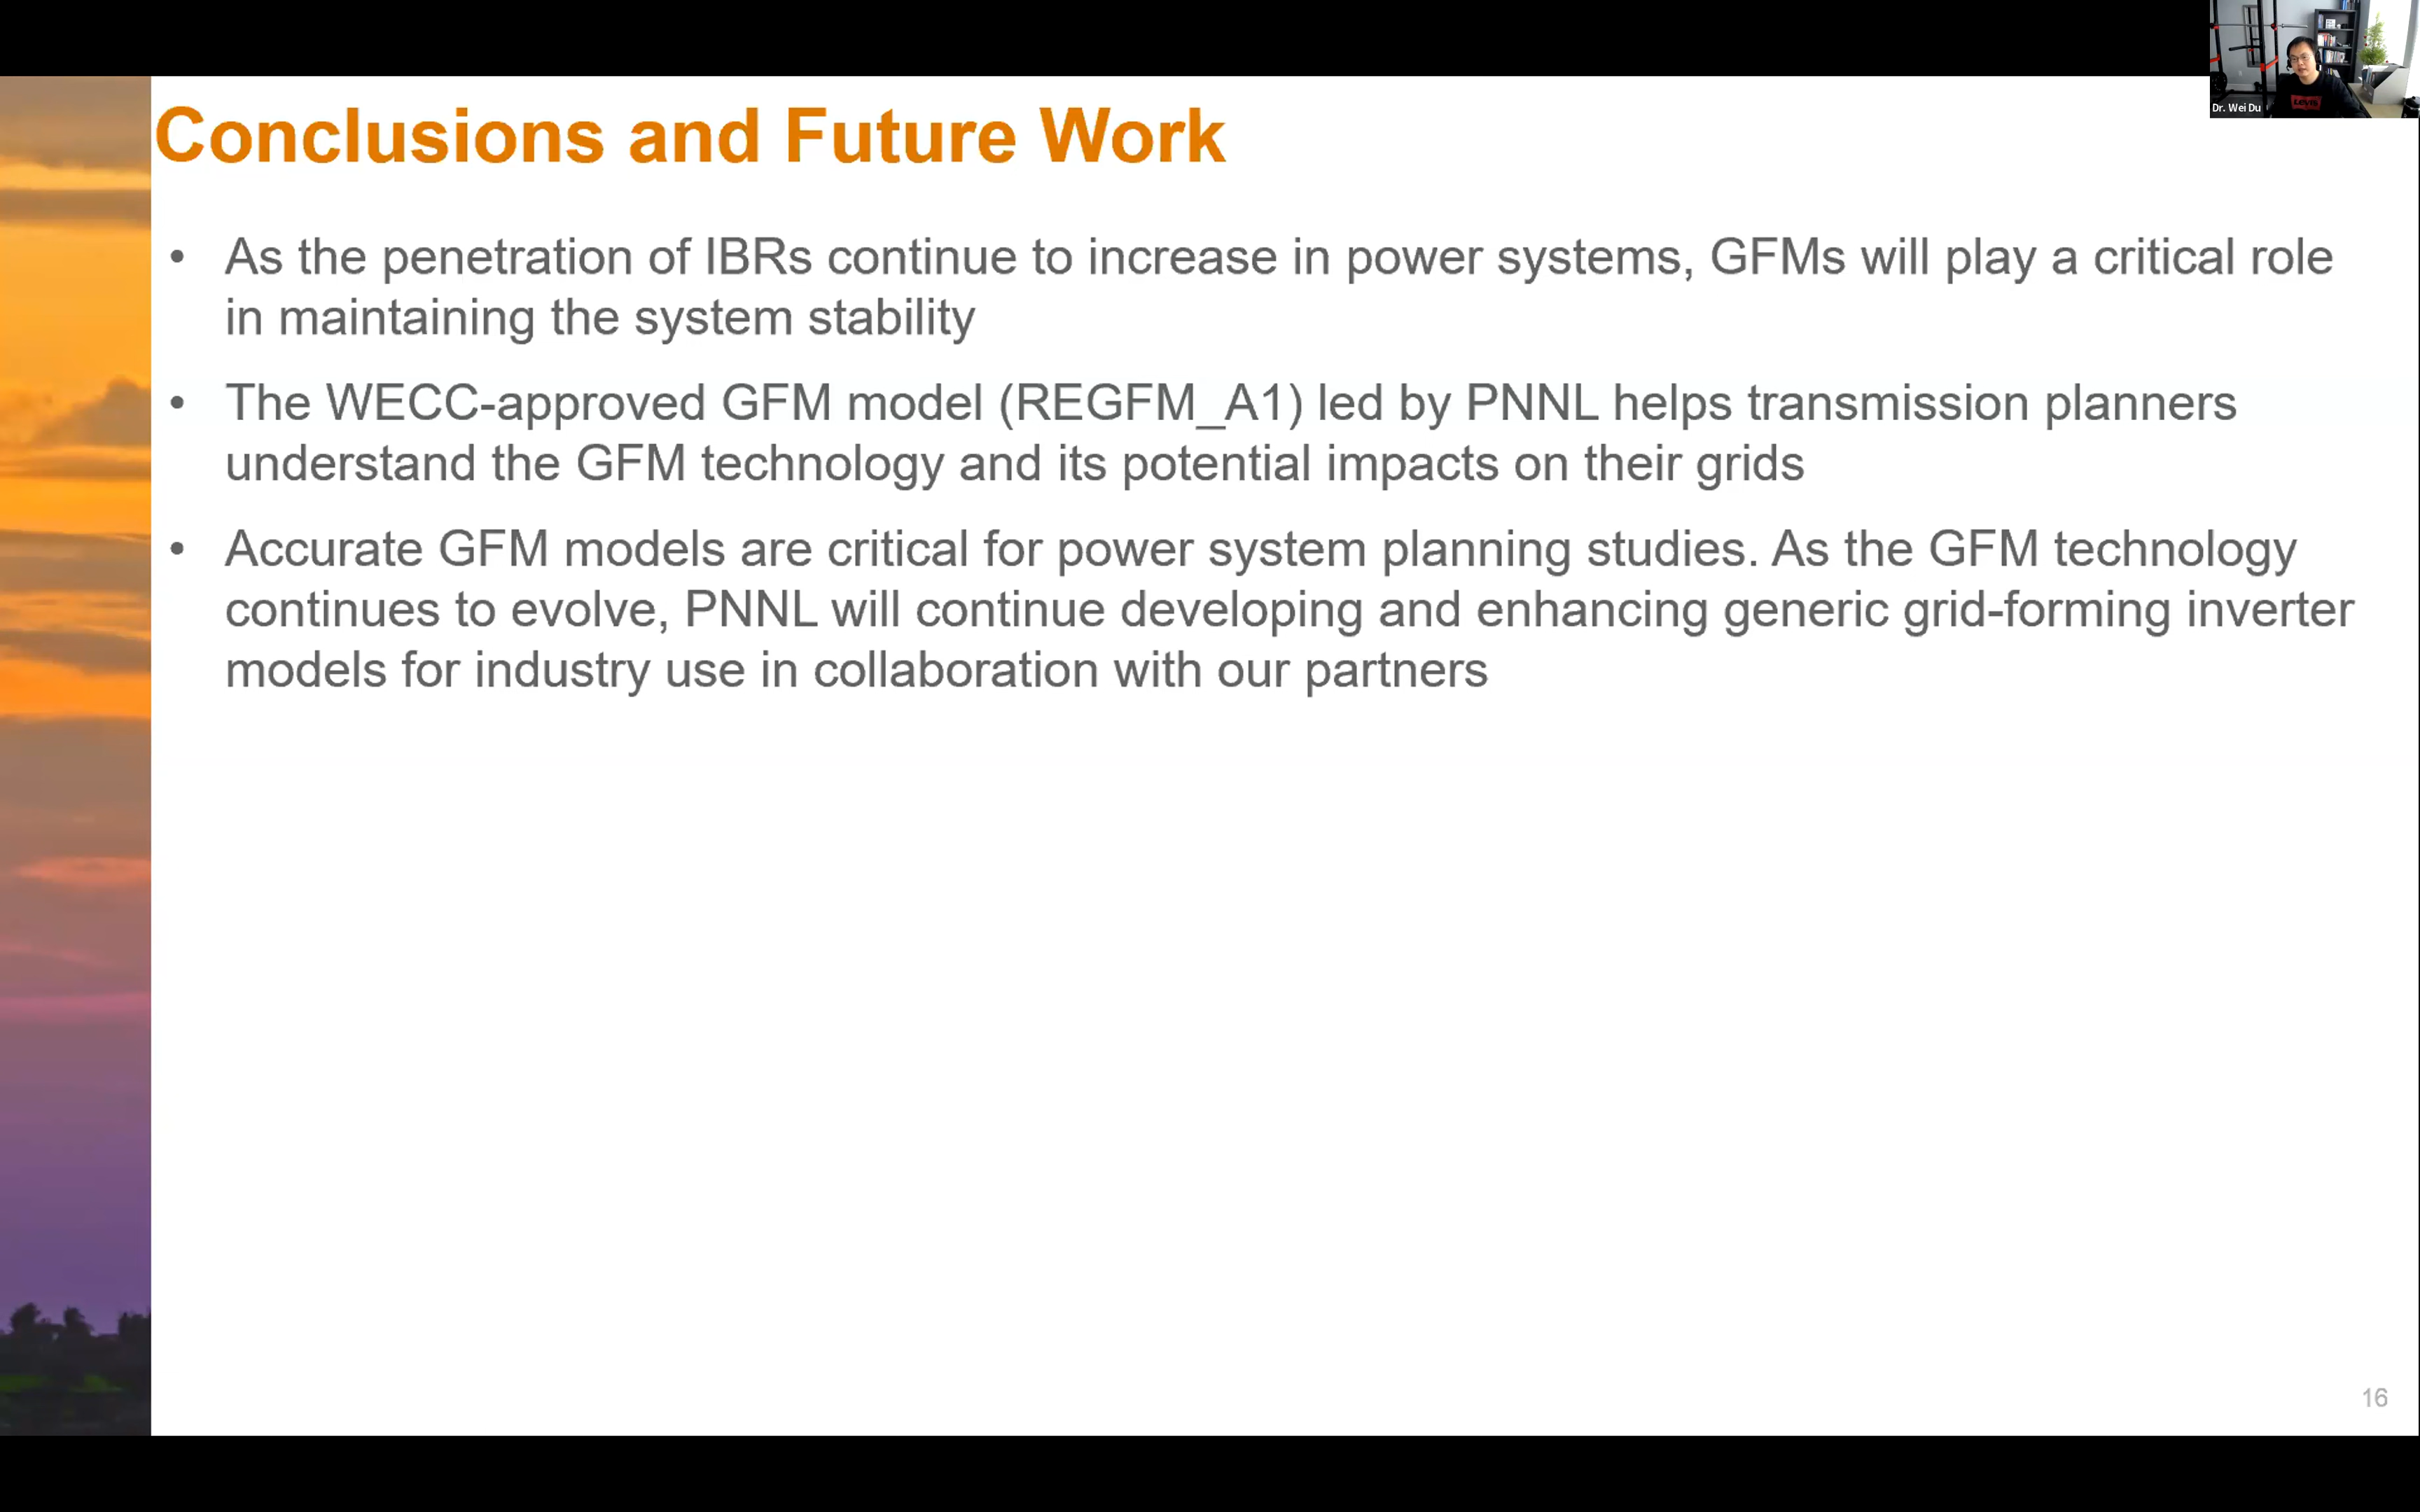 Conclusions and Future Work
• As the penetration of IBRs continue to increase in power systems, GFMs will play a critical role
in maintaining the system stability
• The WECC-approved GFM model (REGFM_A1) led by PNNL helps transmission planners
understand the GFM technology and its potential impacts on their grids
• Accurate GFM models are critical for power system planning studies. As the GFM technology
continues to evolve, PNNL will continue developing and enhancing generic grid-forming inverter
models for industry use in collaboration with our partners
Dr. Wei Du
16